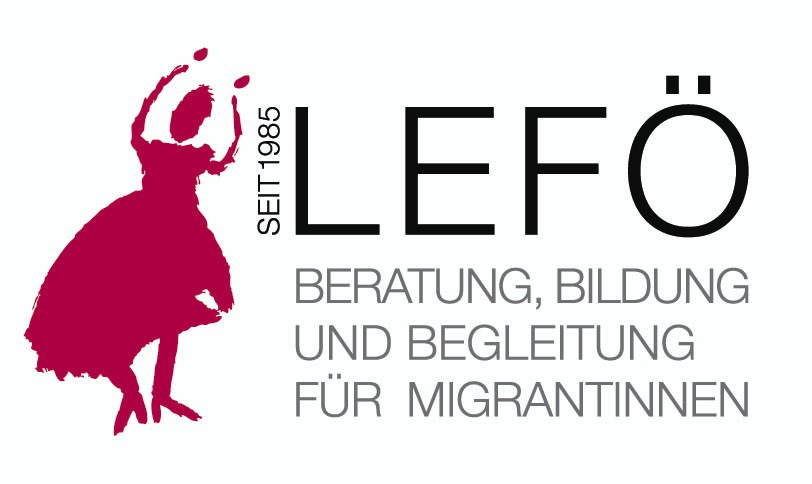 SEIT 1985
LEFÖ
BERATUNG, BILDUNG
UND BEGLEITUNG
FÜR MIGRANTINNEN